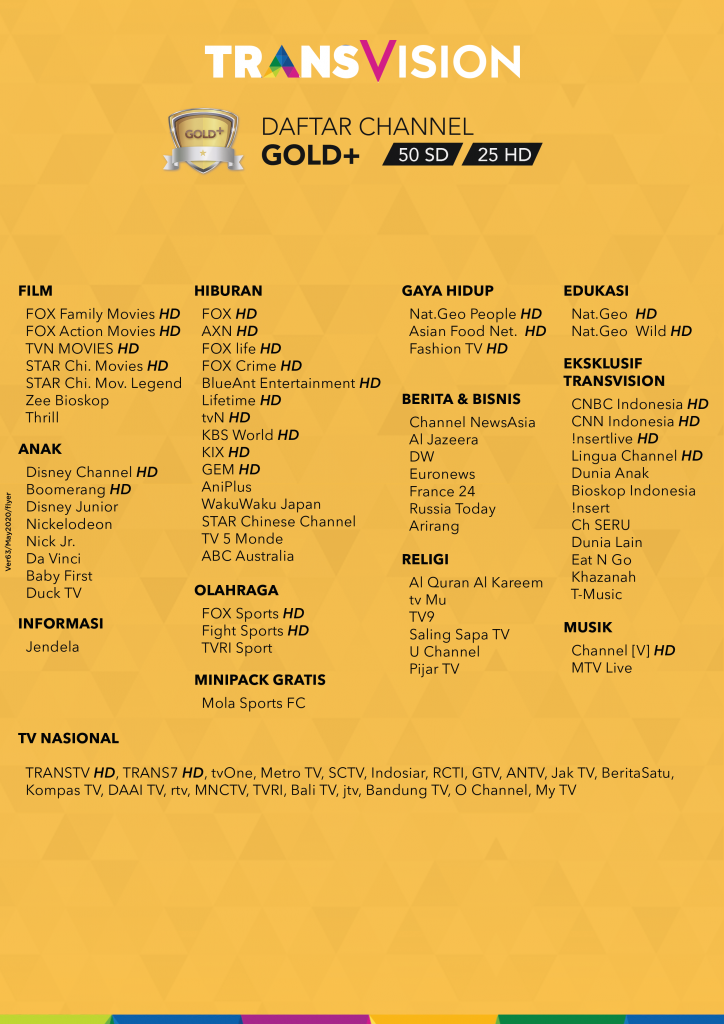 TRANSVISION
GOLD+
DAFTAR CHANNEL
GOLD+ 50 SD 25 HD
FILM
FOX Family Movies HD
FOX Action Movies HD
TVN MOVIES HD
STAR Chi. Movies HD
STAR Chi. Mov. Legend
Zee Bioskop
Thrill
ANAK
Disney Channel HD
Boomerang HD
Disney Junior
Nickelodeon
Nick Jr.
Da Vinci
Baby First
Duck TV
INFORMASI
Jendela
HIBURAN
FOX HD
AXN HD
FOX life HD
FOX Crime HD
BlueAnt Entertainment HD
Lifetime HD
tvN HD
KBS World HD
KIX HD
GEM HD
AniPlus
WakuWaku Japan
STAR Chinese Channel
TV 5 Monde
ABC Australia
OLAHRAGA
FOX Sports HD
Fight Sports HD
TVRI Sport
MINIPACK GRATIS
Mola Sports FC
GAYA HIDUP
Nat.Geo People HD
Asian Food Net. HD
Fashion TV HD
BERITA & BISNIS
Channel NewsAsia
Al Jazeera
DW
Euronews
France 24
Russia Today
Arirang
RELIGI
Al Quran Al Kareem
tv Mu
TV9
Saling Sapa TV
U Channel
Pijar TV
EDUKASI
Nat.Geo HD
Nat.Geo Wild HD
EKSKLUSIF
TRANSVISION
CNBC Indonesia HD
CNN Indonesia HD
!nsertlive HD
Lingua Channel HD
Dunia Anak
Bioskop Indonesia
!nsert
Ch SERU
Dunia Lain
Eat N Go
Khazanah
T-Music
MUSIK
Channel [V] HD
MTV Live
TV NASIONAL
TRANSTV HD, TRANS7 HD, tvOne, Metro TV, SCTV, Indosiar, RCTI, GTV, ANTV, Jak TV, BeritaSatu,
Kompas TV, DAAI TV, rtv, MNCTV, TVRI, Bali TV, jtv, Bandung TV, O Channel, My TV
Ver63/May2020/flyer